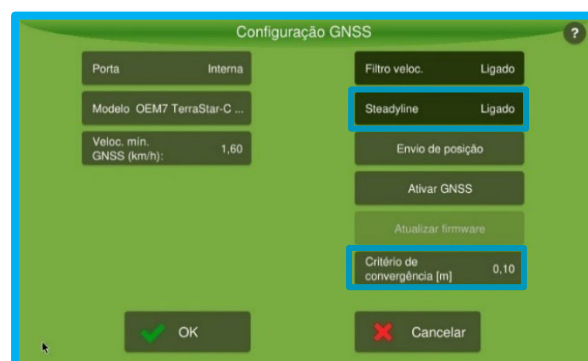 Configuração GNSS
?
Porta Interna
Modelo OEM7 TerraStar-C ...
Veloc. mín.
GNSS (km/h): 1,60
Filtro veloc. Ligado
Steadyline Ligado
Envio de posição
Ativar GNSS
Atualizar firmware
Critério de
convergência [m] 0,10
OK
Cancelar